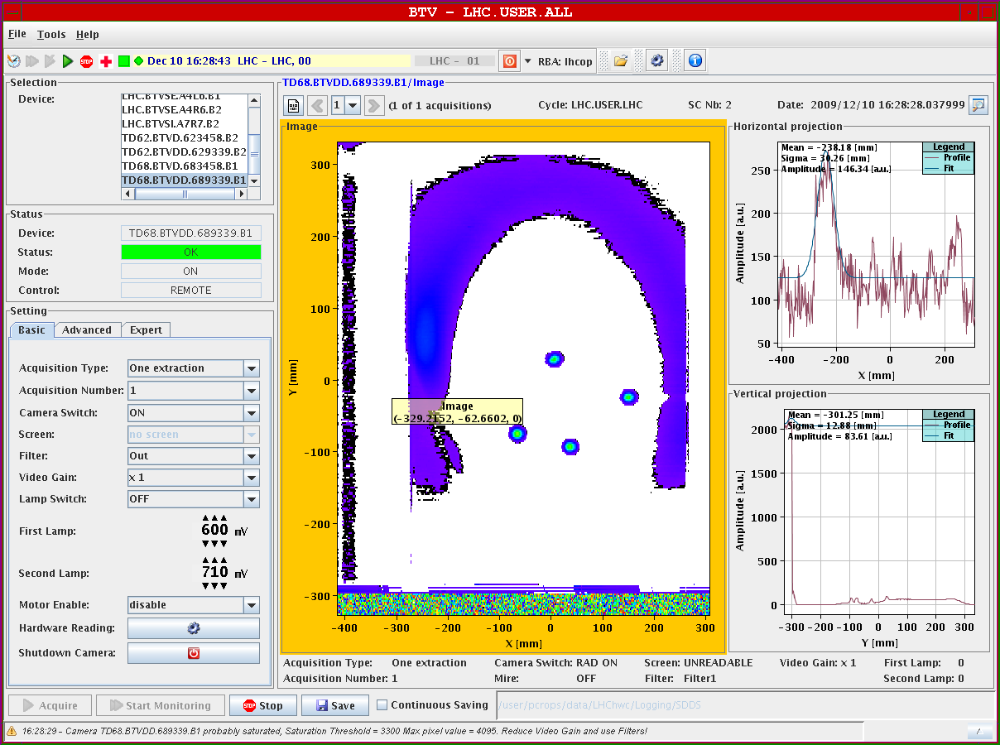 BTV - LHC.USER.ALL
File Tools Help
Dec 10 16:28:43 LHC - LHC, 00
LHC - 01
RBA: lhcop
Selection
Device:
LHC.BTVSE.A4L6.B1
LHC.BTVSE.A4R6.B2
LHC.BTVSI.A7R7.B2
TD62.BTVD.623458.B2
TD62.BTVDD.629339.B2
TD68.BTVD.683458.B1
TD68.BTVDD.689339.B1
Status
Device: TD68.BTVDD.689339.B1
Status: OK
Mode: ON
Control: REMOTE
Setting
Basic Advanced Expert
Acquisition Type: One extraction
Acquisition Number: 1
Camera Switch: ON
Screen: no screen
Filter: Out
Video Gain: x 1
Lamp Switch: OFF
First Lamp: 600 mV
Second Lamp: 710 mV
Motor Enable: disable
Hardware Reading:
Shutdown Camera:
TD68.BTVDD.689339.B1/Image
1 (1 of 1 acquisitions) Cycle: LHC.USER.LHC SC Nb: 2 Date: 2009/12/10 16:28:28.037999
Image
300
200
100
0
-100
-200
-300
Y [mm]
Image
(-329.2152, -62.6602, 0)
-400 -300 -200 -100 0 100 200 300
X [mm]
Horizontal projection
Mean = -238.18 [mm]
Sigma = 30.26 [mm]
Amplitude = 146.34 [a.u.]
Legend
Profile
Fit
250
200
150
100
50
Amplitude [a.u.]
-400 -200 0 200
X [mm]
Vertical projection
Mean = -301.25 [mm]
Sigma = 12.88 [mm]
Amplitude = 83.61 [a.u.]
Legend
Profile
Fit
2000
1500
1000
500
0
Amplitude [a.u.]
-300 -200 -100 0 100 200 300
Y [mm]
Acquisition Type: One extraction Camera Switch: RAD ON Screen: UNREADABLE Video Gain: x 1 First Lamp: 0
Acquisition Number: 1 Mire: OFF Filter: Filter1 Second Lamp: 0
Acquire Start Monitoring STOP Stop Save Continuous Saving /user/pcrops/data/LHChwc/Logging/SDDS
16:28:29 - Camera TD68.BTVDD.689339.B1 probably saturated, Saturation Threshold = 3300 Max pixel value = 4095. Reduce Video Gain and use Filters!